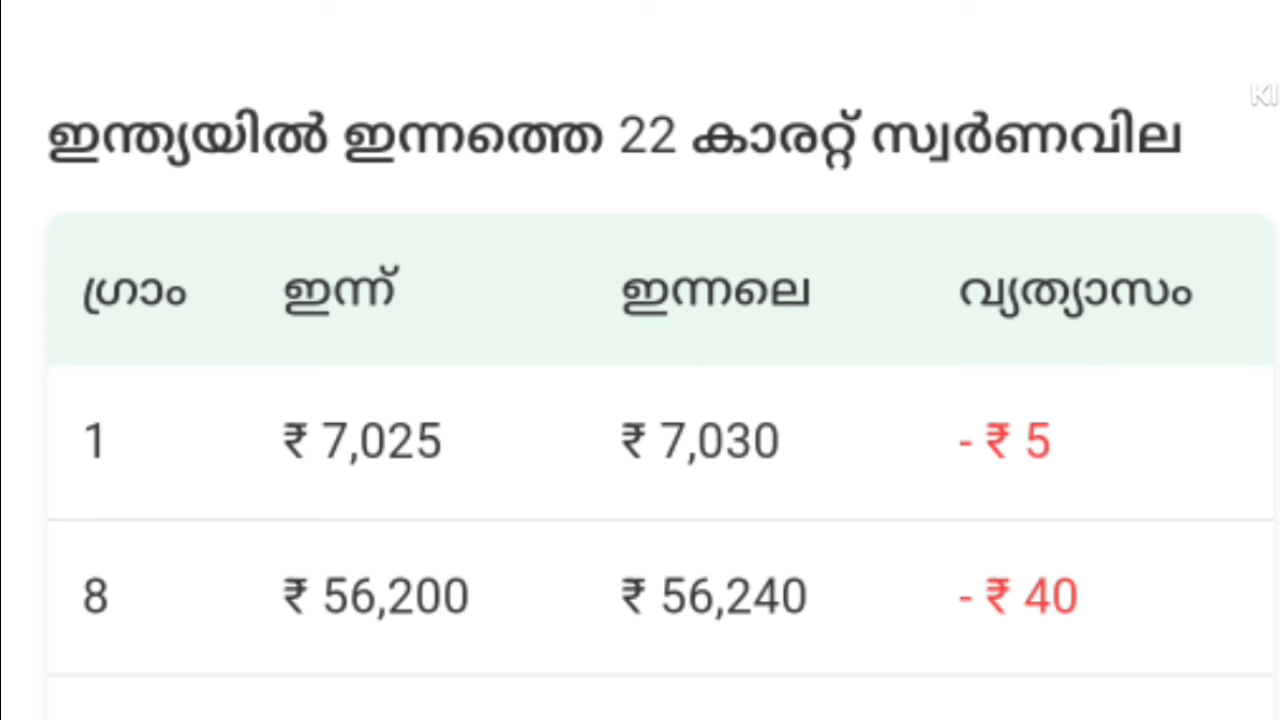 ഇന്ത്യയിൽ ഇന്നത്തെ 22 കാരറ്റ് സ്വർണവില
ഗ്രാം ഇന്ന് ഇന്നലെ വ്യത്യാസം
1 ₹ 7,025 ₹ 7,030 - ₹ 5
8 ₹ 56,200 ₹ 56,240 - ₹ 40